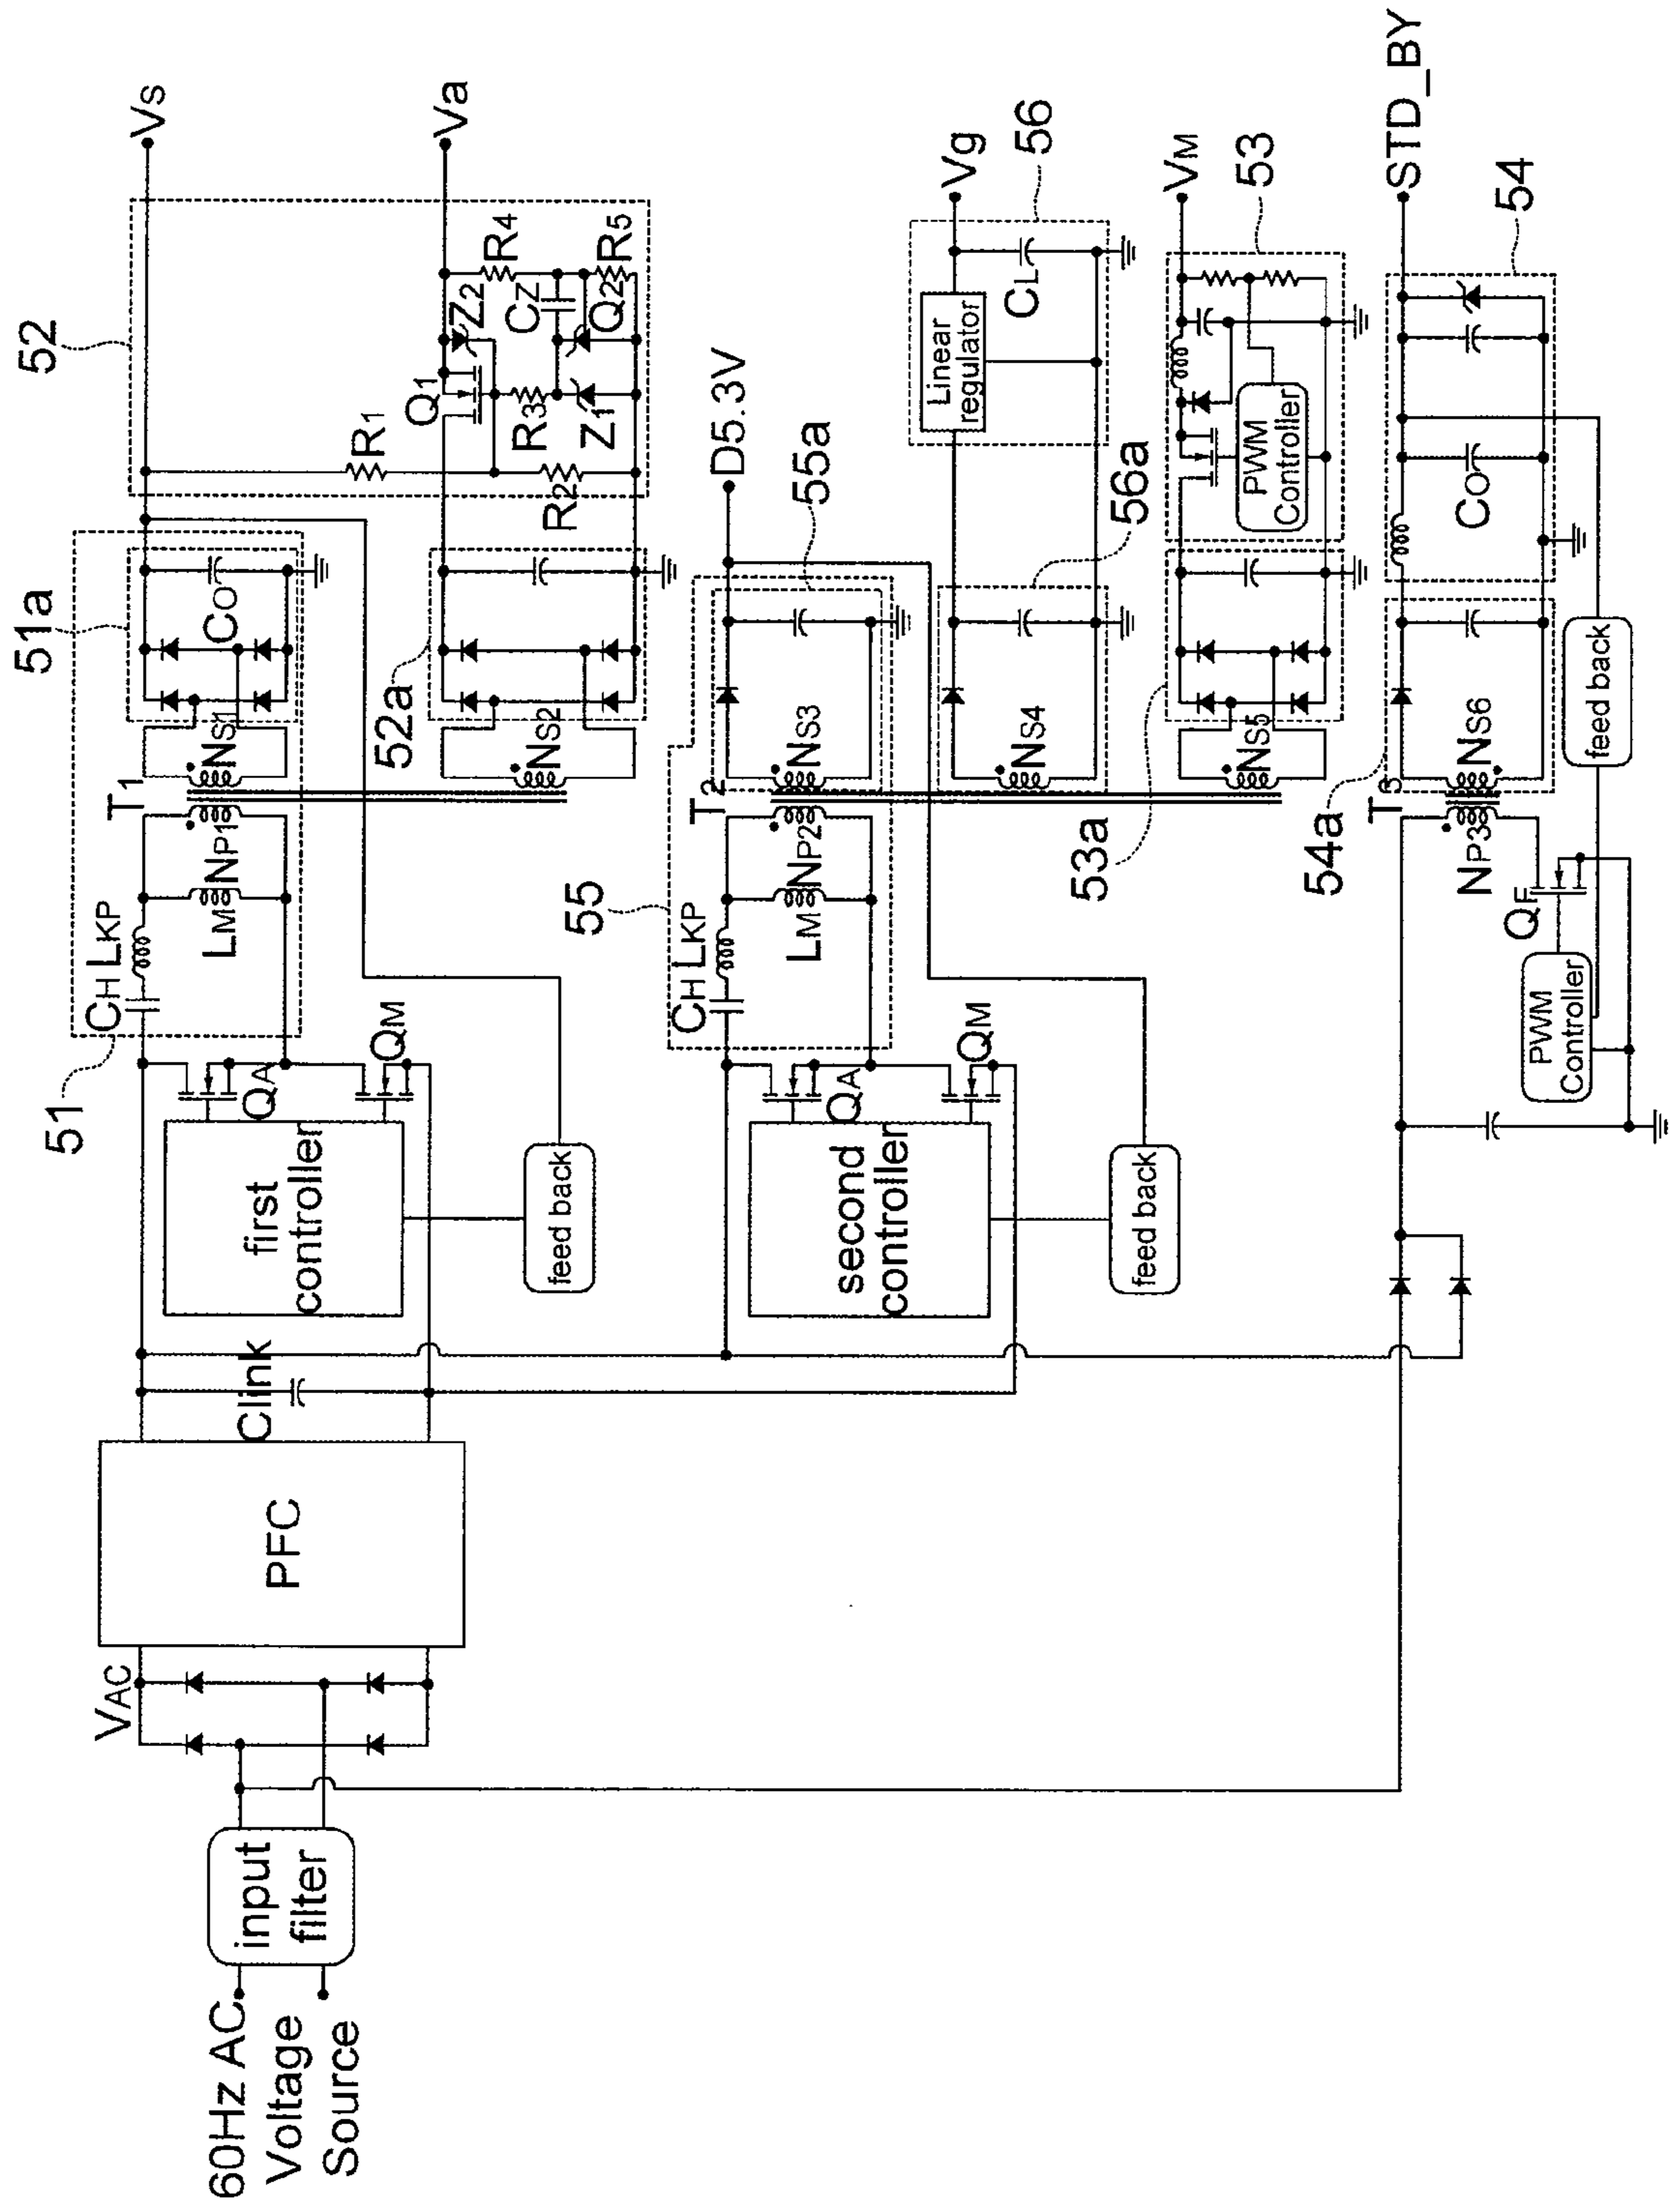 60Hz AC
Voltage
Source
input
filter
VAC
PFC
Clink
first
controller
feed back
QA
QM
51
CH LKP
LM
NP1
T1
NS1
51a
CO
NS2
52a
52
R1
R2
Q1
R3
Z1
Z2
CZ
Q2
R4
R5
Vs
Va
second
controller
feed back
QA
QM
55
CH LKP
LM
NP2
T2
NS3
55a
D5.3V
NS4
56a
Linear
regulator
CL
Vg
56
NS5
53a
PWM
Controller
VM
53
PWM
Controller
QF
NP3
T3
NS6
54a
feed back
CO
STD_BY
54